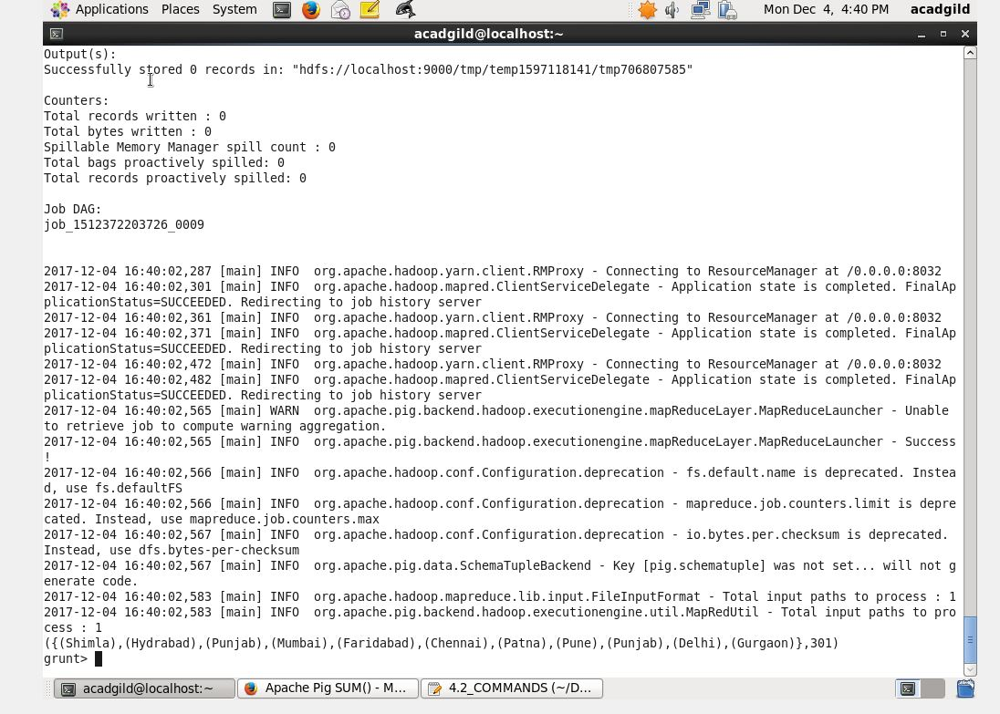 Applications Places System Mon Dec 4, 4:40 PM acadgild
acadgild@localhost:~
Output(s):
Successfully stored 0 records in: "hdfs://localhost:9000/tmp/temp1597118141/tmp706807585"
Counters:
Total records written : 0
Total bytes written : 0
Spillable Memory Manager spill count : 0
Total bags proactively spilled: 0
Total records proactively spilled: 0
Job DAG:
job_1512372203726_0009
2017-12-04 16:40:02,287 [main] INFO  org.apache.hadoop.yarn.client.RMProxy - Connecting to ResourceManager at /0.0.0.0:8032
2017-12-04 16:40:02,301 [main] INFO  org.apache.hadoop.mapred.ClientServiceDelegate - Application state is completed. FinalAp
plicationStatus=SUCCEEDED. Redirecting to job history server
2017-12-04 16:40:02,361 [main] INFO  org.apache.hadoop.yarn.client.RMProxy - Connecting to ResourceManager at /0.0.0.0:8032
2017-12-04 16:40:02,371 [main] INFO  org.apache.hadoop.mapred.ClientServiceDelegate - Application state is completed. FinalAp
plicationStatus=SUCCEEDED. Redirecting to job history server
2017-12-04 16:40:02,472 [main] INFO  org.apache.hadoop.yarn.client.RMProxy - Connecting to ResourceManager at /0.0.0.0:8032
2017-12-04 16:40:02,482 [main] INFO  org.apache.hadoop.mapred.ClientServiceDelegate - Application state is completed. FinalAp
plicationStatus=SUCCEEDED. Redirecting to job history server
2017-12-04 16:40:02,565 [main] WARN  org.apache.pig.backend.hadoop.executionengine.mapReduceLayer.MapReduceLauncher - Unable
to retrieve job to compute warning aggregation.
2017-12-04 16:40:02,565 [main] INFO  org.apache.pig.backend.hadoop.executionengine.mapReduceLayer.MapReduceLauncher - Success
!
2017-12-04 16:40:02,566 [main] INFO  org.apache.hadoop.conf.Configuration.deprecation - fs.default.name is deprecated. Instea
d, use fs.defaultFS
2017-12-04 16:40:02,566 [main] INFO  org.apache.hadoop.conf.Configuration.deprecation - mapreduce.job.counters.limit is depre
cated. Instead, use mapreduce.job.counters.max
2017-12-04 16:40:02,567 [main] INFO  org.apache.hadoop.conf.Configuration.deprecation - io.bytes.per.checksum is deprecated.
Instead, use dfs.bytes-per-checksum
2017-12-04 16:40:02,567 [main] INFO  org.apache.pig.data.SchemaTupleBackend - Key [pig.schematuple] was not set... will not g
enerate code.
2017-12-04 16:40:02,583 [main] INFO  org.apache.hadoop.mapreduce.lib.input.FileInputFormat - Total input paths to process : 1
2017-12-04 16:40:02,583 [main] INFO  org.apache.pig.backend.hadoop.executionengine.util.MapRedUtil - Total input paths to pro
cess : 1
({(Shimla),(Hydrabad),(Punjab),(Mumbai),(Faridabad),(Chennai),(Patna),(Pune),(Punjab),(Delhi),(Gurgaon)},301)
grunt>
acadgild@localhost:~ Apache Pig SUM() - M... 4.2_COMMANDS (~/D...